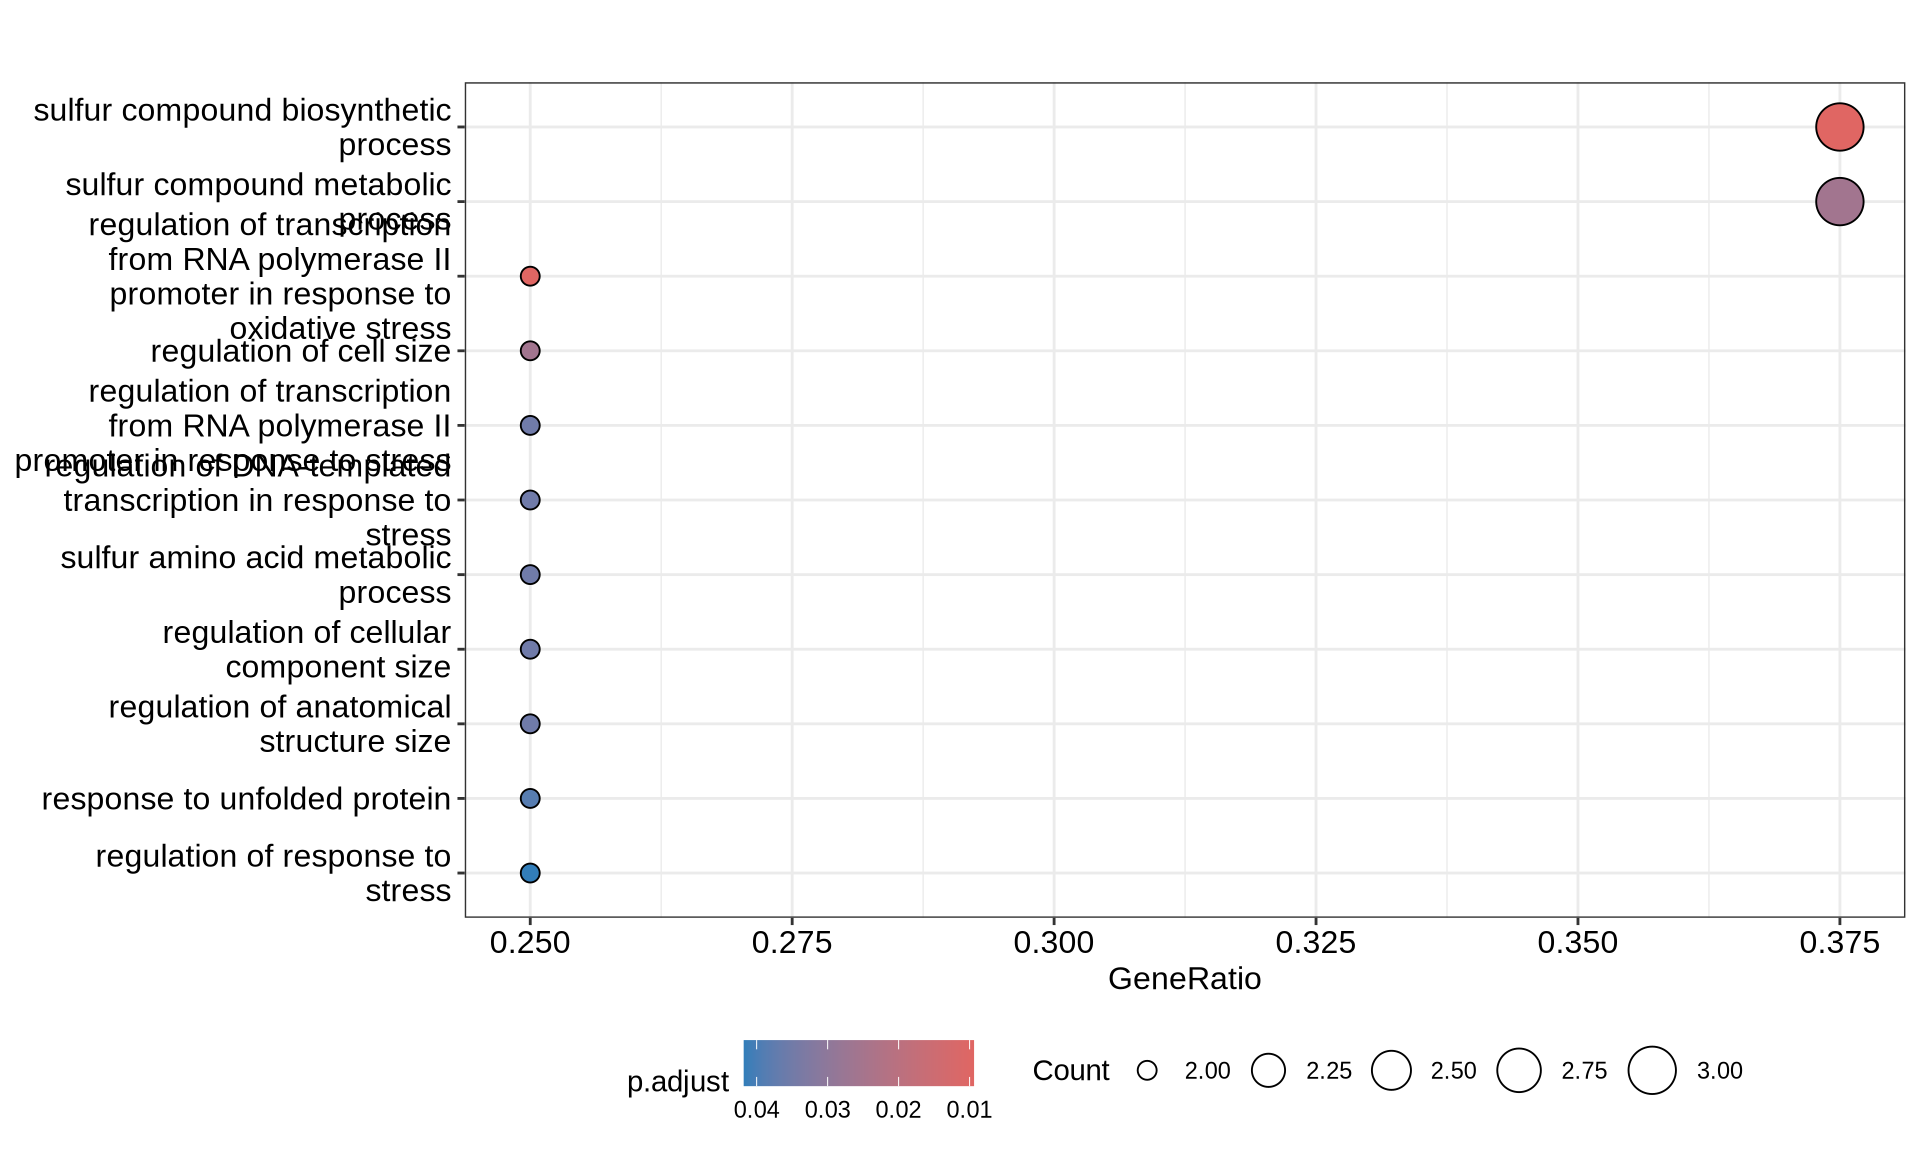 sulfur compound biosynthetic
process
sulfur compound metabolic
process
regulation of transcription
from RNA polymerase II
promoter in response to
oxidative stress
regulation of cell size
regulation of transcription
from RNA polymerase II
promoter in response to stress
regulation of DNA-templated
transcription in response to
stress
sulfur amino acid metabolic
process
regulation of cellular
component size
regulation of anatomical
structure size
response to unfolded protein
regulation of response to
stress
0.250 0.275 0.300 0.325 0.350 0.375
GeneRatio
p.adjust
0.04 0.03 0.02 0.01
Count 2.00 2.25 2.50 2.75 3.00